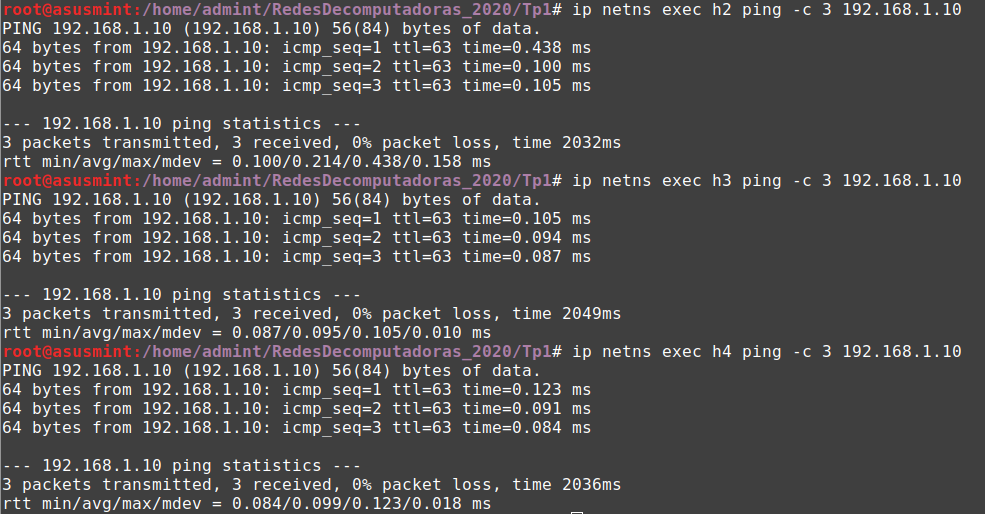 root@asusmint:/home/admint/RedesDecomputadoras_2020/Tp1# ip netns exec h2 ping -c 3 192.168.1.10
PING 192.168.1.10 (192.168.1.10) 56(84) bytes of data.
64 bytes from 192.168.1.10: icmp_seq=1 ttl=63 time=0.438 ms
64 bytes from 192.168.1.10: icmp_seq=2 ttl=63 time=0.100 ms
64 bytes from 192.168.1.10: icmp_seq=3 ttl=63 time=0.105 ms

--- 192.168.1.10 ping statistics ---
3 packets transmitted, 3 received, 0% packet loss, time 2032ms
rtt min/avg/max/mdev = 0.100/0.214/0.438/0.158 ms
root@asusmint:/home/admint/RedesDecomputadoras_2020/Tp1# ip netns exec h3 ping -c 3 192.168.1.10
PING 192.168.1.10 (192.168.1.10) 56(84) bytes of data.
64 bytes from 192.168.1.10: icmp_seq=1 ttl=63 time=0.105 ms
64 bytes from 192.168.1.10: icmp_seq=2 ttl=63 time=0.094 ms
64 bytes from 192.168.1.10: icmp_seq=3 ttl=63 time=0.087 ms

--- 192.168.1.10 ping statistics ---
3 packets transmitted, 3 received, 0% packet loss, time 2049ms
rtt min/avg/max/mdev = 0.087/0.095/0.105/0.010 ms
root@asusmint:/home/admint/RedesDecomputadoras_2020/Tp1# ip netns exec h4 ping -c 3 192.168.1.10
PING 192.168.1.10 (192.168.1.10) 56(84) bytes of data.
64 bytes from 192.168.1.10: icmp_seq=1 ttl=63 time=0.123 ms
64 bytes from 192.168.1.10: icmp_seq=2 ttl=63 time=0.091 ms
64 bytes from 192.168.1.10: icmp_seq=3 ttl=63 time=0.084 ms

--- 192.168.1.10 ping statistics ---
3 packets transmitted, 3 received, 0% packet loss, time 2036ms
rtt min/avg/max/mdev = 0.084/0.099/0.123/0.018 ms